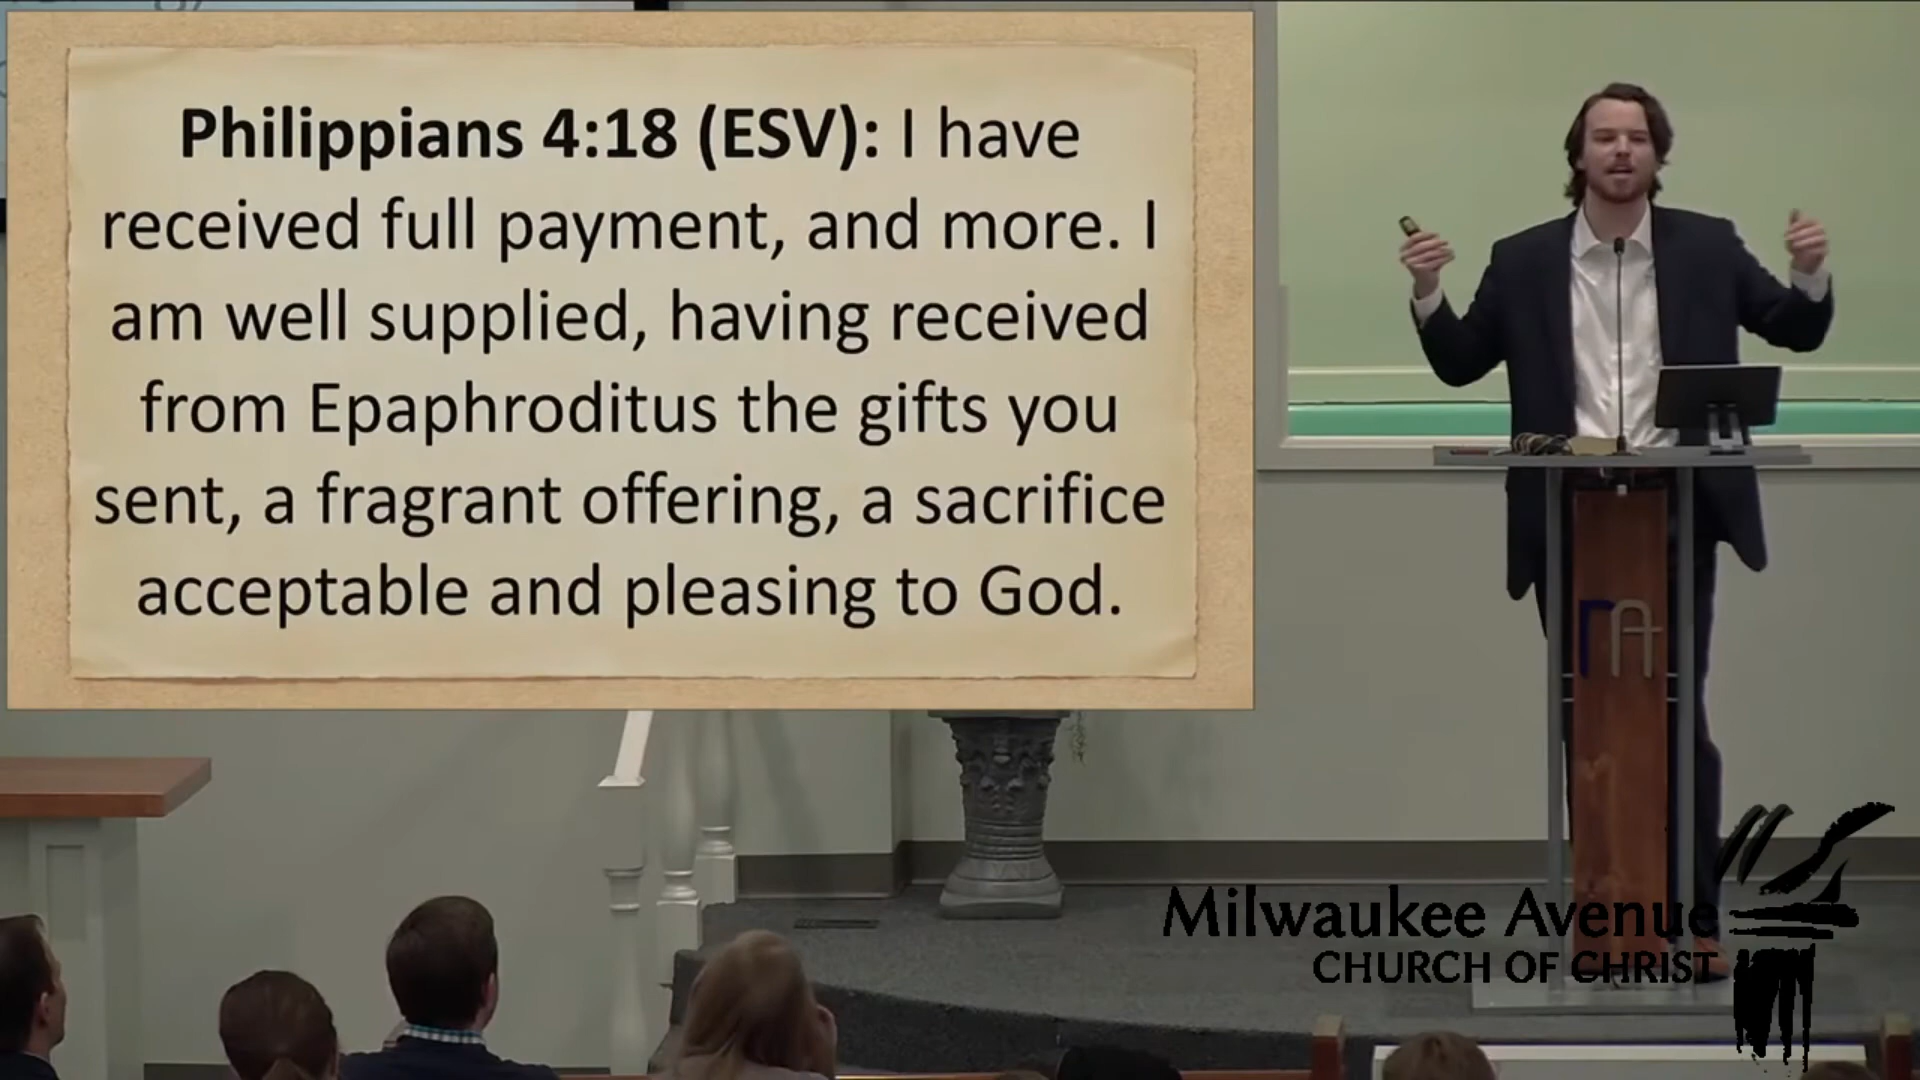 Philippians 4:18 (ESV): I have
received full payment, and more. I
am well supplied, having received
from Epaphroditus the gifts you
sent, a fragrant offering, a sacrifice
acceptable and pleasing to God.
Milwaukee Avenue
CHURCH OF CHRIST